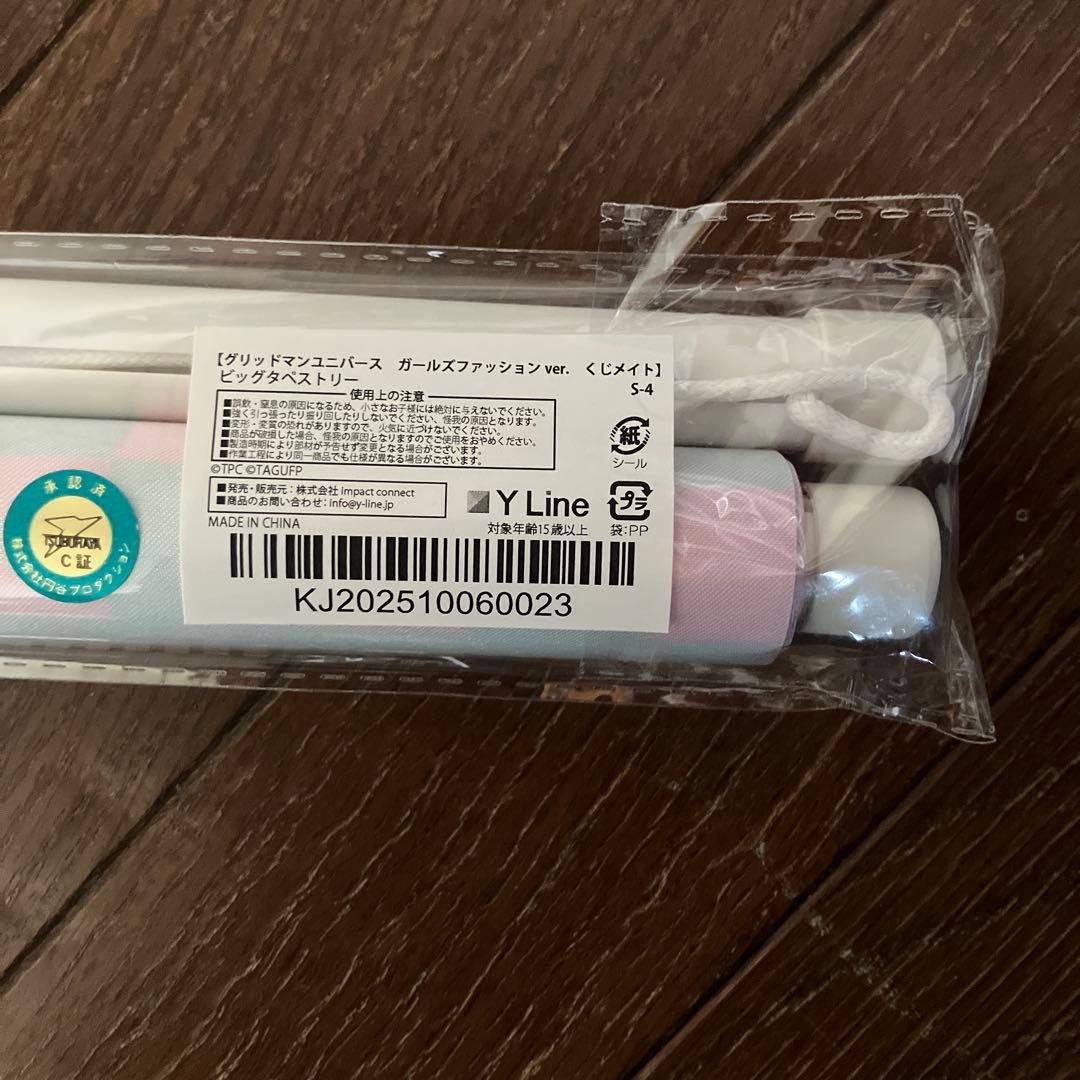 【グリッドマンユニバース　ガールズファッション ver.　くじメイト】
ビッグタペストリー
S-4
使用上の注意
■誤飲・窒息の原因になるため、小さなお子様には絶対に与えないでください。
■強く引っ張ったり振り回したりしないでください、怪我の原因となります。
■変形・変質の恐れがありますので、火気に近づけないでください。
■商品が破損した場合、怪我の原因となりますのでご使用をおやめください。
■製造時期により部材が予告せず変更となる場合がございます。
■作業工程により同一商品でも仕様が異なる場合がございます。
©TPC ©TAGUFP
■発売・販売元：株式会社 impact connect
■商品のお問い合わせ：info@y-line.jp
MADE IN CHINA
Y Line
対象年齢15歳以上
紙
シール
プラ
袋：PP
KJ202510060023
承認済
TSUBURAYA
C証
株式会社円谷プロダクション